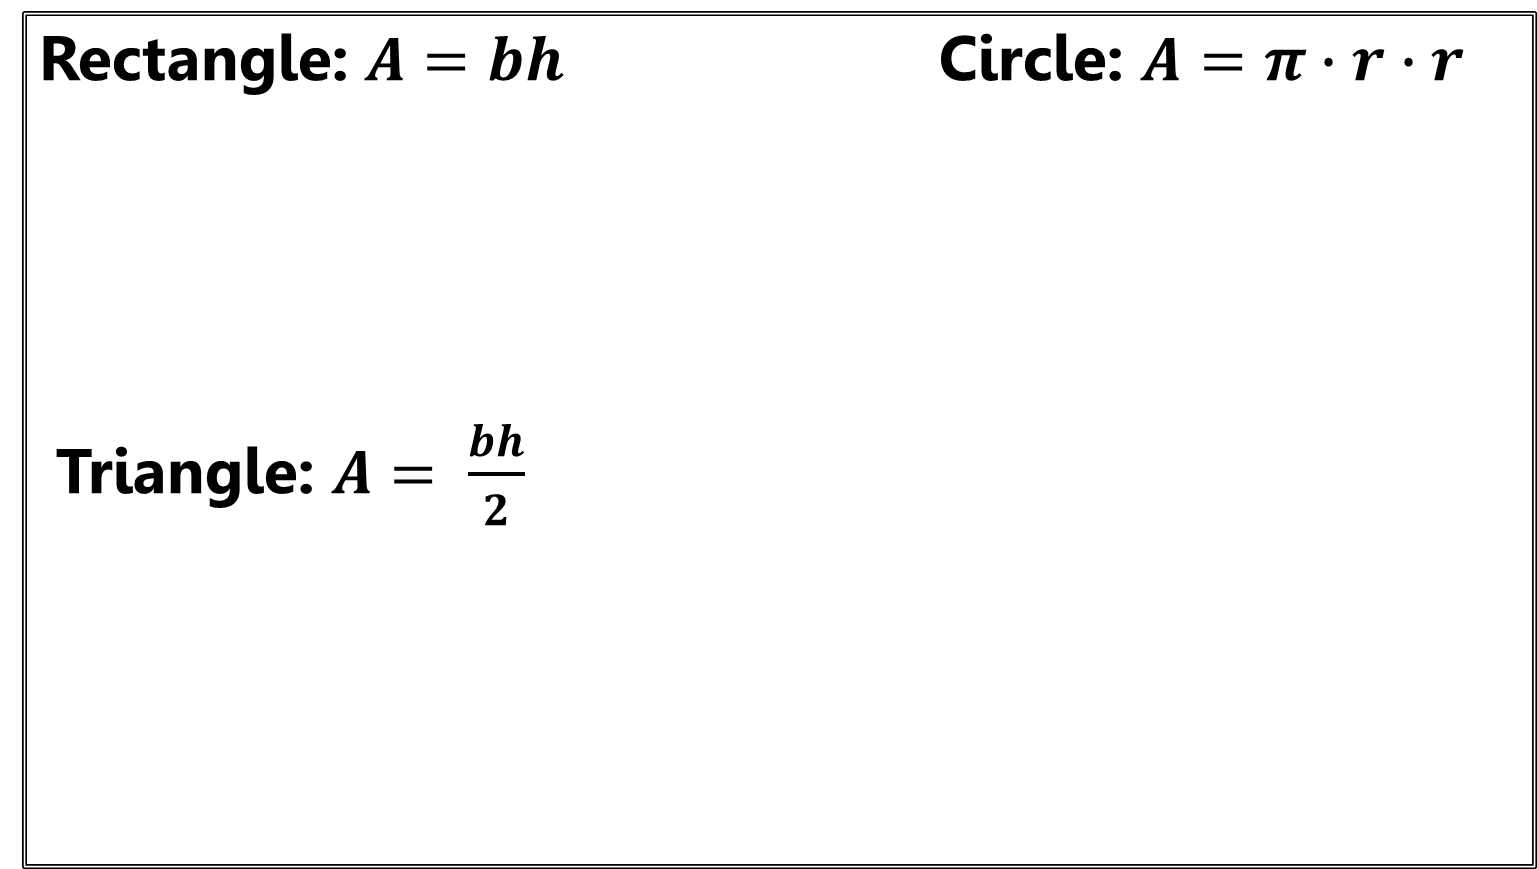 Rectangle: A = bh
Circle: A = π · r · r
Triangle: A = bh/2